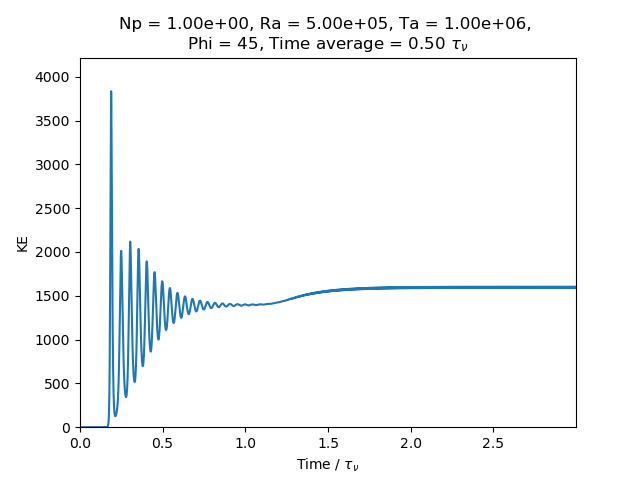 Np = 1.00e+00, Ra = 5.00e+05, Ta = 1.00e+06,
Phi = 45, Time average = 0.50 τν
4000
3500
3000
2500
2000
1500
1000
500
0
KE
0.0 0.5 1.0 1.5 2.0 2.5
Time / τν